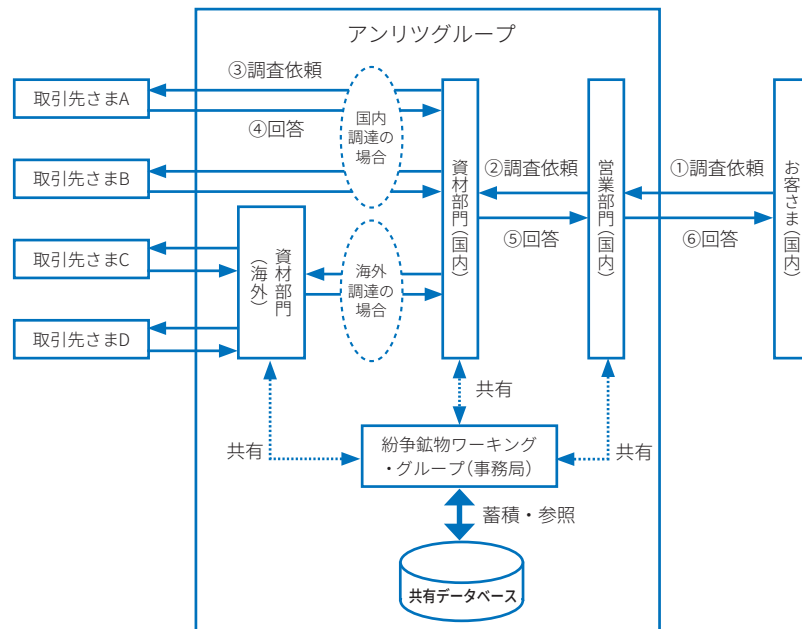 アンリツグループ
取引先さまA
③調査依頼
④回答
国内
調達の
場合
取引先さまB
資材部門(国内)
②調査依頼
⑤回答
営業部門(国内)
①調査依頼
⑥回答
お客さま(国内)
取引先さまC
資材部門
(海外)
海外
調達の
場合
取引先さまD
共有
共有
共有
紛争鉱物ワーキング
・グループ(事務局)
蓄積・参照
共有データベース